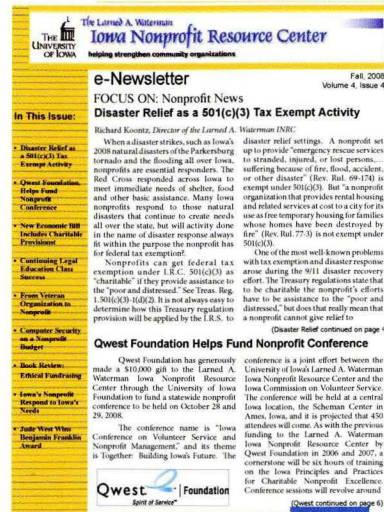 The Larned A. Waterman
Iowa Nonprofit Resource Center
THE
UNIVERSITY
OF IOWA
helping strengthen community organizations
e-Newsletter
Fall, 2008
Volume 4, Issue 4
FOCUS ON: Nonprofit News
Disaster Relief as a 501(c)(3) Tax Exempt Activity
In This Issue:
• Disaster Relief as
a 501(c)(3) Tax
Exempt Activity
• Qwest Foundation
Helps Fund
Nonprofit
Conference
• New Economic Bill
Includes Charitable
Provisions!
• Continuing Legal
Education Class
Success
• From Veteran
Organization to
Nonprofit
• Computer Security
on a Nonprofit
Budget
• Book Review:
Ethical Fundraising
• Iowa's Nonprofit
Respond to Iowa's
Needs
• Jude West Wins
Benjamin Franklin
Award
Richard Koontz, Director of the Larned A. Waterman INRC
When a disaster strikes, such as Iowa's
2008 natural disasters of the Parkersburg
tornado and the flooding all over Iowa,
nonprofits are essential responders. The
Red Cross responded across Iowa to
meet immediate needs of shelter, food
and other basic assistance. Many Iowa
nonprofits respond to those natural
disasters that continue to create needs
all over the state, but will activity done
in the name of disaster response always
fit within the purpose the nonprofit has
for federal tax exemption?
Nonprofits can get federal tax
exemption under I.R.C. 501(c)(3) as
"charitable" if they provide assistance to
the "poor and distressed." See Treas. Reg.
1.501(c)(3)-1(d)(2). It is not always easy to
determine how this Treasury regulation
provision will be applied by the I.R.S. to
disaster relief settings. A nonprofit set
up to provide "emergency rescue services
to stranded, injured, or lost persons,...
suffering because of fire, flood, accident,
or other disaster" (Rev. Rul. 69-174) is
exempt under 501(c)(3). But "a nonprofit
organization that provides rental housing
and related services at cost to a city for its
use as free temporary housing for families
whose homes have been destroyed by
fire" (Rev. Rul. 77-3) is not exempt under
501(c)(3).
One of the most well-known problems
with tax exemption and disaster response
arose during the 9/11 disaster recovery
effort. The Treasury regulations state that
to be charitable the nonprofit's efforts
have to be assistance to the "poor and
distressed," but does that really mean that
a nonprofit cannot give relief to
(Disaster Relief continued on page 4
Qwest Foundation Helps Fund Nonprofit Conference
Qwest Foundation has generously
made a $10,000 gift to the Larned A.
Waterman Iowa Nonprofit Resource
Center through the University of Iowa
Foundation to fund a statewide nonprofit
conference to be held on October 28 and
29, 2008.
The conference name is "Iowa
Conference on Volunteer Service and
Nonprofit Management," and its theme
is Together: Building Iowa's Future. The
Qwest Foundation
Spirit of Service
conference is a joint effort between the
University of Iowa's Larned A. Waterman
Iowa Nonprofit Resource Center and the
Iowa Commission on Volunteer Service.
The conference will be held at a central
Iowa location, the Scheman Center in
Ames, Iowa, and it is projected that 450
attendees will come. As with the previous
funding to the Larned A. Waterman
Iowa Nonprofit Resource Center by
Qwest Foundation in 2006 and 2007, a
cornerstone will be six hours of training
on the Iowa Principles and Practices
for Charitable Nonprofit Excellence.
Conference sessions will revolve around
(Qwest continued on page 6)